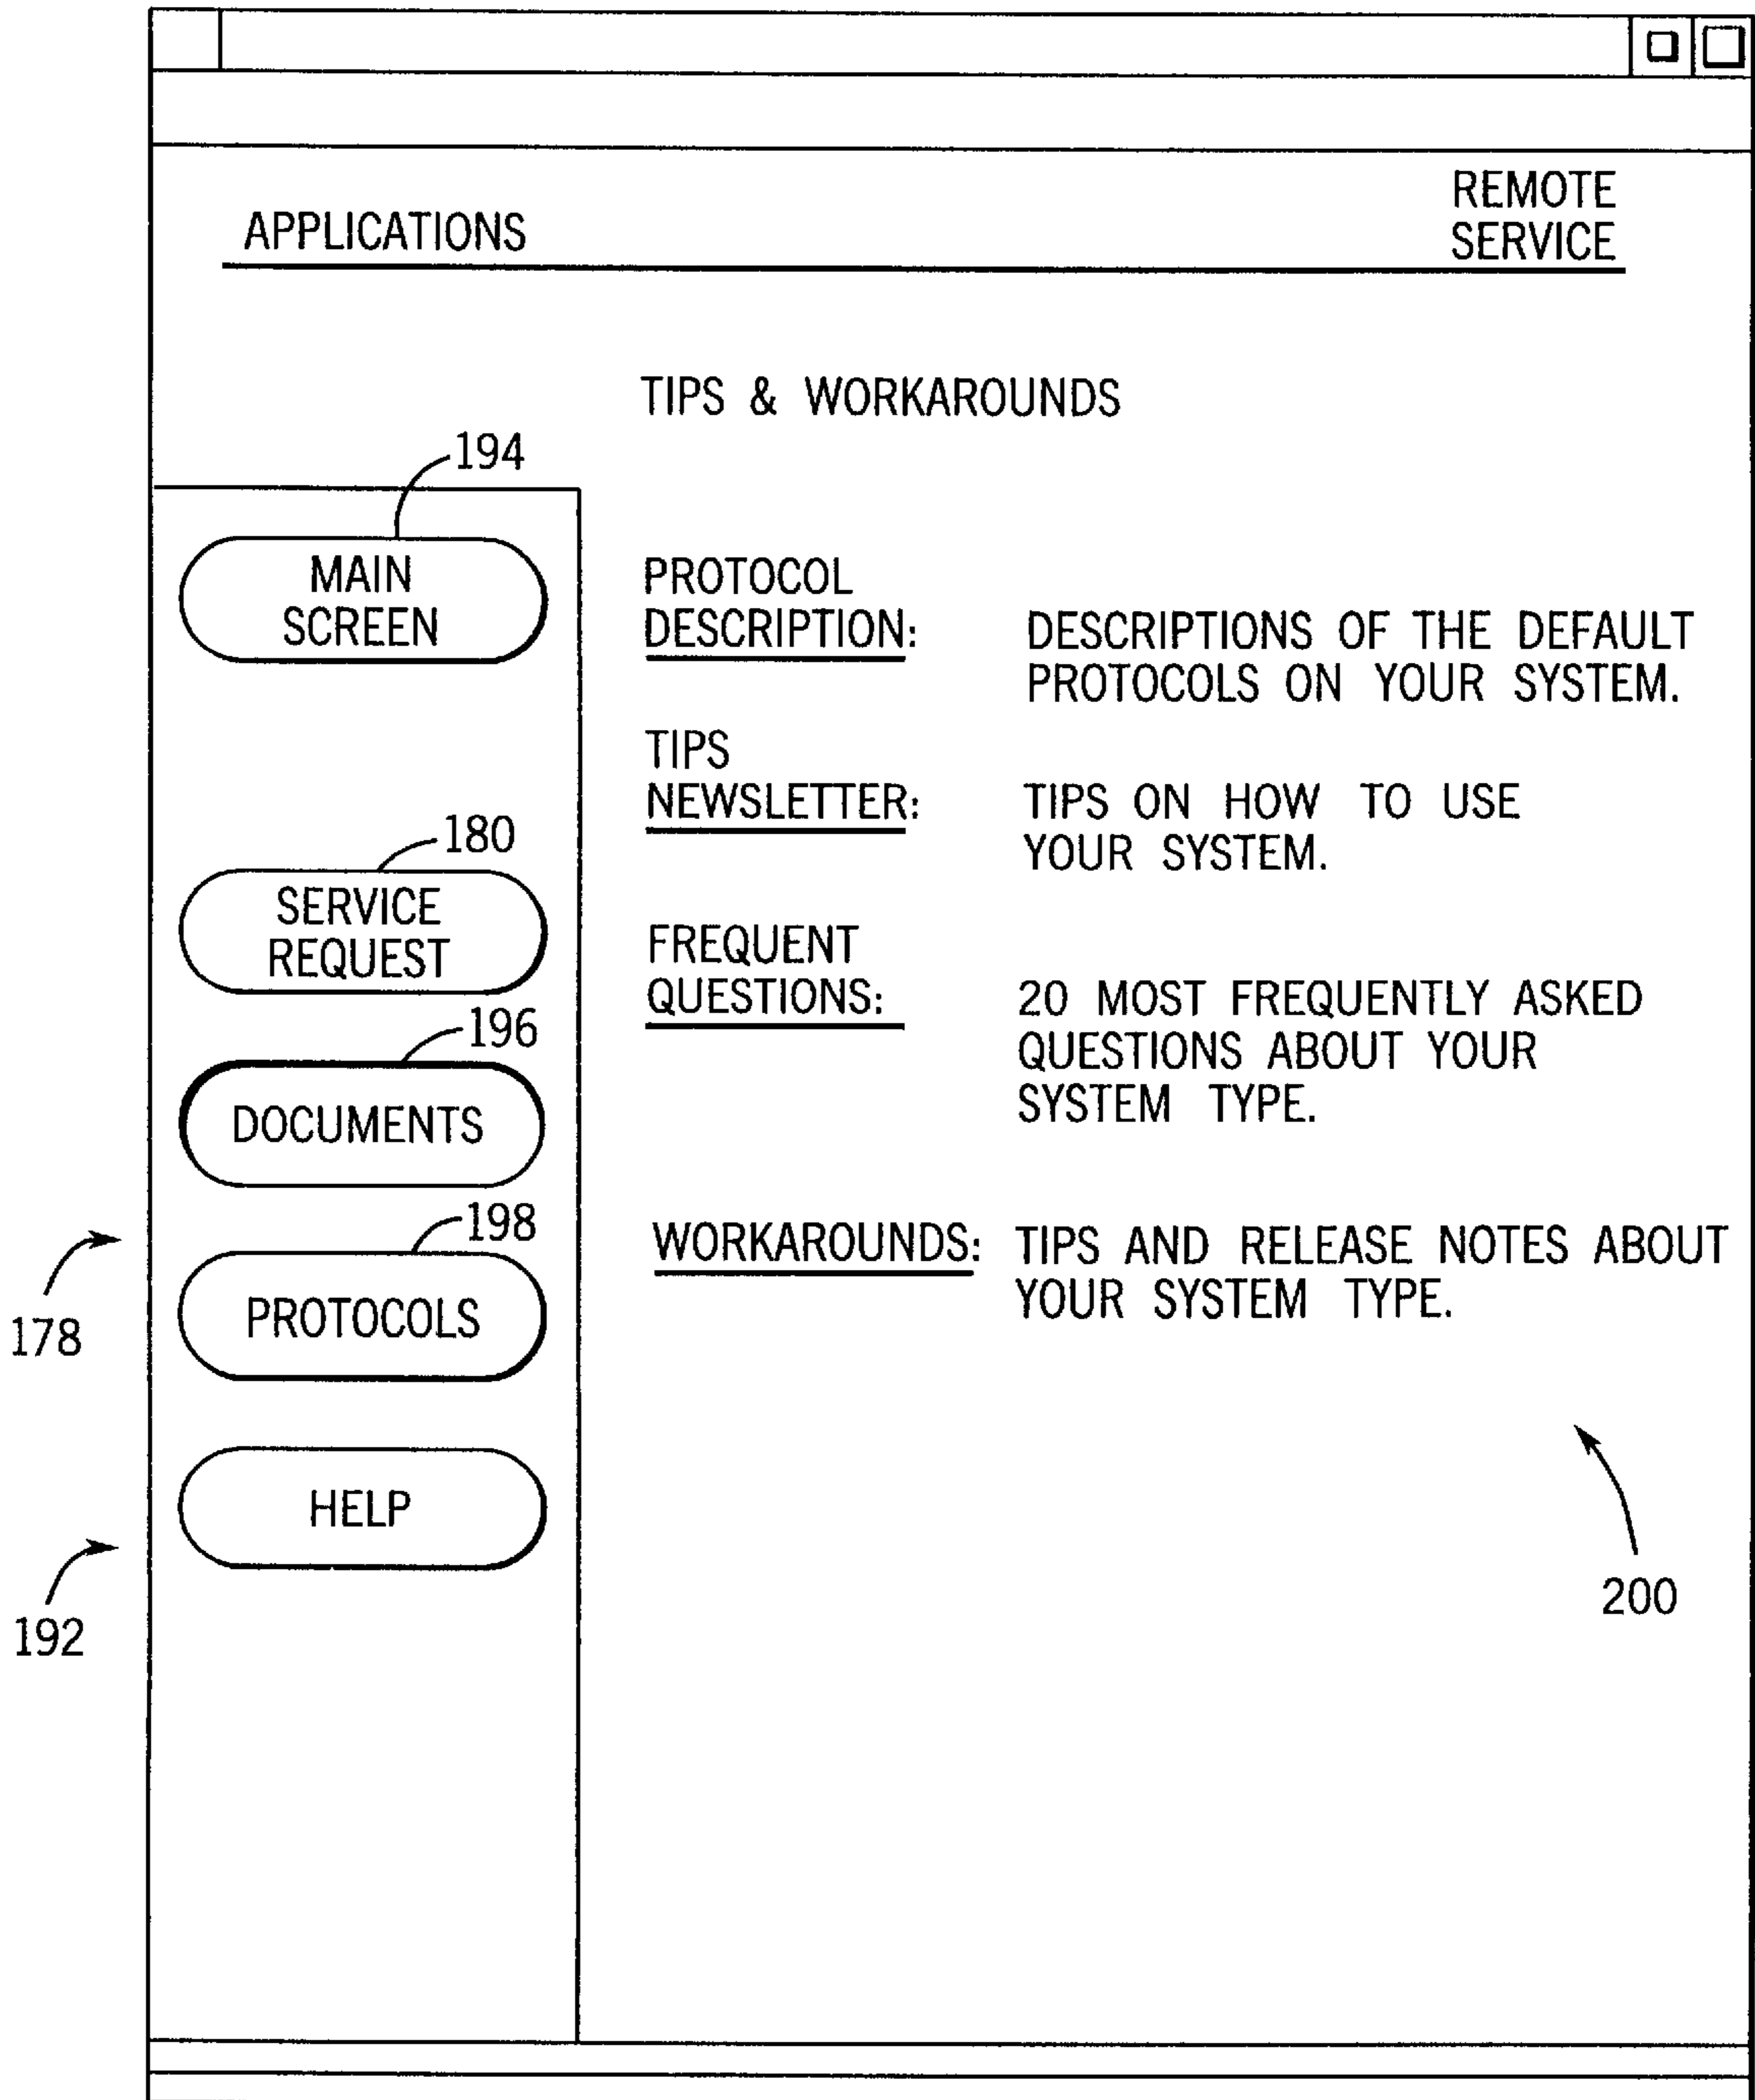 REMOTE
SERVICE
APPLICATIONS
TIPS & WORKAROUNDS
194
MAIN
SCREEN
180
SERVICE
REQUEST
196
DOCUMENTS
198
PROTOCOLS
HELP
178
192
PROTOCOL
DESCRIPTION:
DESCRIPTIONS OF THE DEFAULT
PROTOCOLS ON YOUR SYSTEM.
TIPS
NEWSLETTER:
TIPS ON HOW TO USE
YOUR SYSTEM.
FREQUENT
QUESTIONS:
20 MOST FREQUENTLY ASKED
QUESTIONS ABOUT YOUR
SYSTEM TYPE.
WORKAROUNDS:
TIPS AND RELEASE NOTES ABOUT
YOUR SYSTEM TYPE.
200